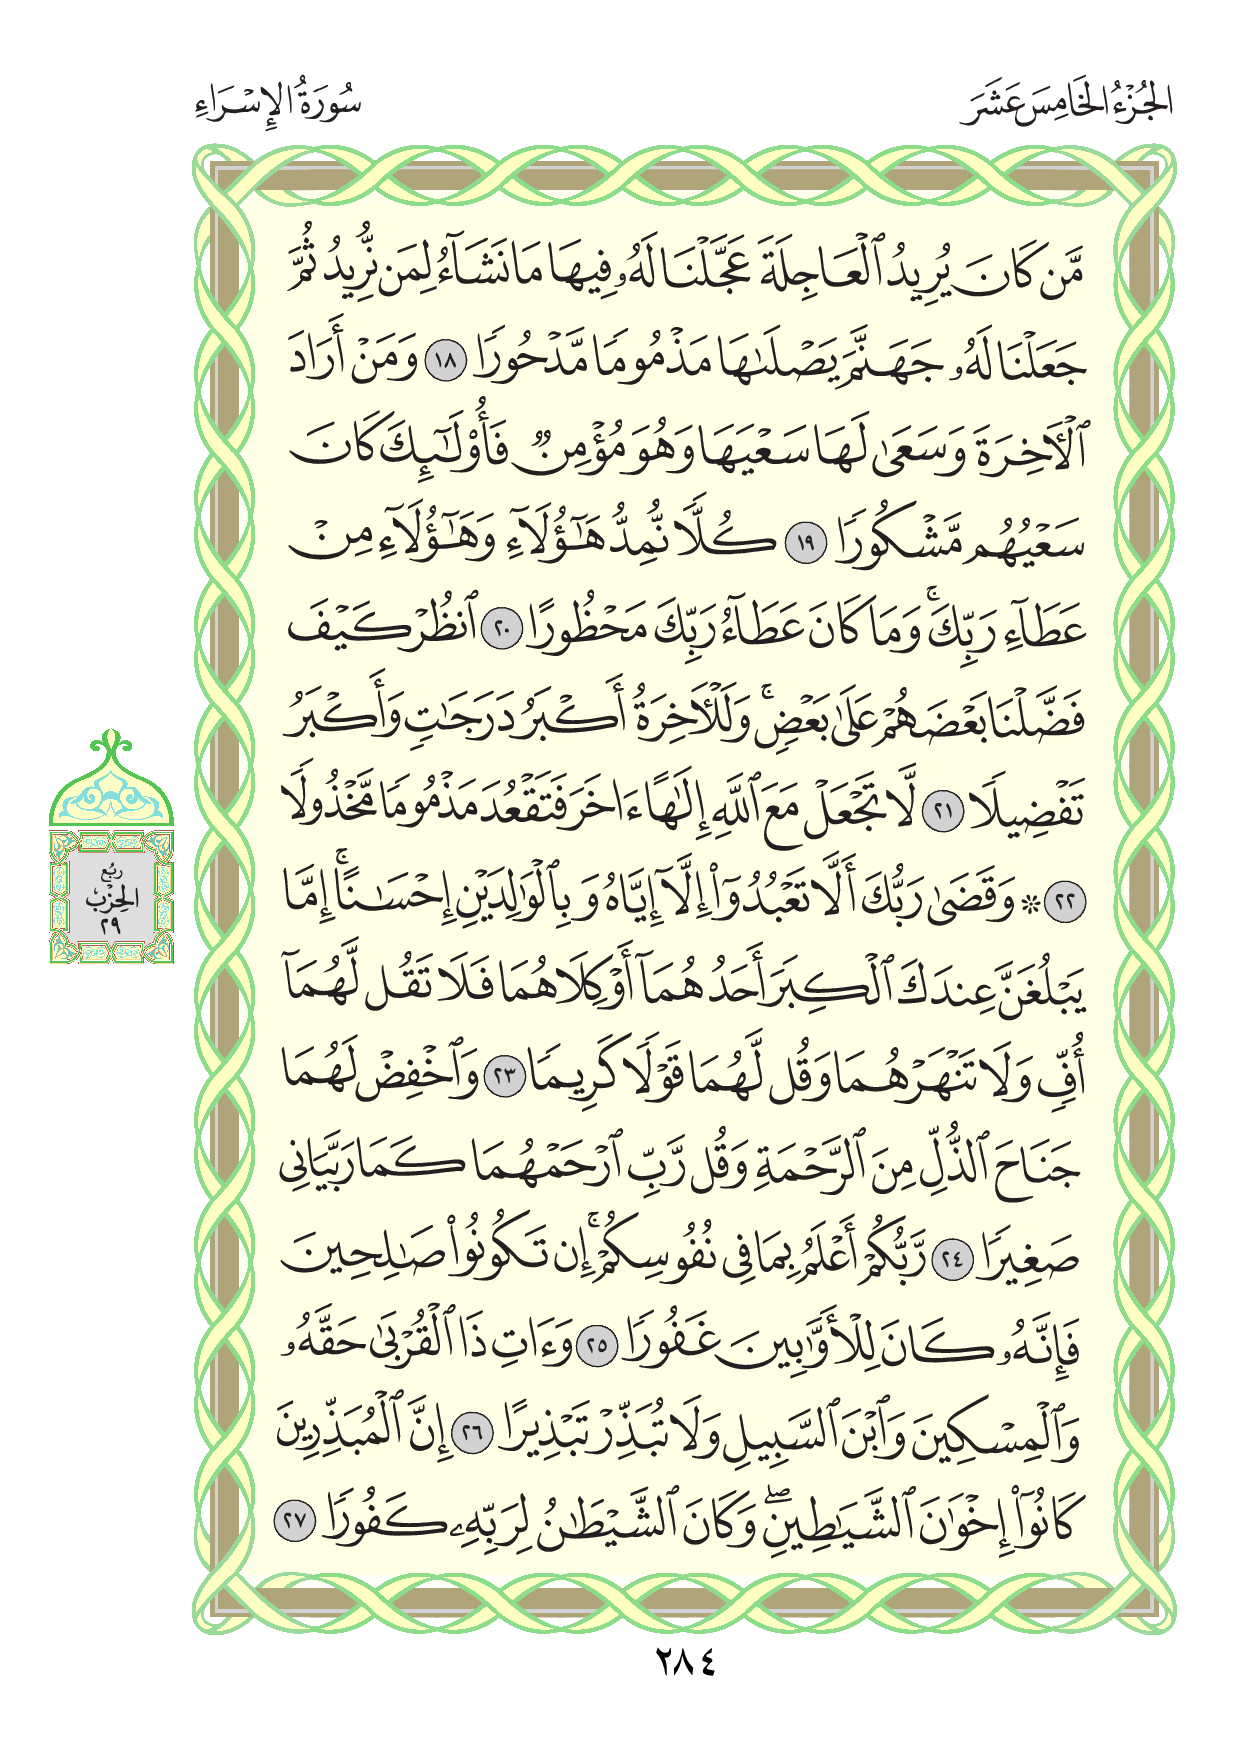 الجُزْءُ الخَامِسَ عَشَرَ
سُورَةُ الإِسْرَاءِ
مَّن كَانَ يُرِيدُ ٱلْعَاجِلَةَ عَجَّلْنَا لَهُۥ فِيهَا مَا نَشَآءُ لِمَن نُّرِيدُ ثُمَّ
جَعَلْنَا لَهُۥ جَهَنَّمَ يَصْلَىٰهَا مَذْمُومًا مَّدْحُورًا ١٨ وَمَنْ أَرَادَ
ٱلْأَخِرَةَ وَسَعَىٰ لَهَا سَعْيَهَا وَهُوَ مُؤْمِنٌ فَأُوْلَـٰٓئِكَ كَانَ
سَعْيُهُم مَّشْكُورًا ١٩ كُلًّا نُّمِدُّ هَـٰٓؤُلَآءِ وَهَـٰٓؤُلَآءِ مِنْ
عَطَآءِ رَبِّكَۚ وَمَا كَانَ عَطَآءُ رَبِّكَ مَحْظُورًا ٢٠ ٱنظُرْ كَيْفَ
فَضَّلْنَا بَعْضَهُمْ عَلَىٰ بَعْضٍۚ وَلَلْأَخِرَةُ أَكْبَرُ دَرَجَـٰتٍ وَأَكْبَرُ
تَفْضِيلًا ٢١ لَّا تَجْعَلْ مَعَ ٱللَّهِ إِلَـٰهًا ءَاخَرَ فَتَقْعُدَ مَذْمُومًا مَّخْذُولًا
٢٢ ۞ وَقَضَىٰ رَبُّكَ أَلَّا تَعْبُدُوٓاْ إِلَّآ إِيَّاهُ وَبِٱلْوَٰلِدَيْنِ إِحْسَـٰنًاۚ إِمَّا
يَبْلُغَنَّ عِندَكَ ٱلْكِبَرَ أَحَدُهُمَآ أَوْ كِلَاهُمَا فَلَا تَقُل لَّهُمَآ
أُفٍّ وَلَا تَنْهَرْهُمَا وَقُل لَّهُمَا قَوْلًا كَرِيمًا ٢٣ وَٱخْفِضْ لَهُمَا
جَنَاحَ ٱلذُّلِّ مِنَ ٱلرَّحْمَةِ وَقُل رَّبِّ ٱرْحَمْهُمَا كَمَا رَبَّيَانِى
صَغِيرًا ٢٤ رَّبُّكُمْ أَعْلَمُ بِمَا فِى نُفُوسِكُمْۚ إِن تَكُونُواْ صَـٰلِحِينَ
فَإِنَّهُۥ كَانَ لِلْأَوَّٰبِينَ غَفُورًا ٢٥ وَءَاتِ ذَا ٱلْقُرْبَىٰ حَقَّهُۥ
وَٱلْمِسْكِينَ وَٱبْنَ ٱلسَّبِيلِ وَلَا تُبَذِّرْ تَبْذِيرًا ٢٦ إِنَّ ٱلْمُبَذِّرِينَ
كَانُوٓاْ إِخْوَٰنَ ٱلشَّيَـٰطِينِۖ وَكَانَ ٱلشَّيْطَـٰنُ لِرَبِّهِۦ كَفُورًا ٢٧
رُبْع
الحِزْب
٢٩
٢٨٤